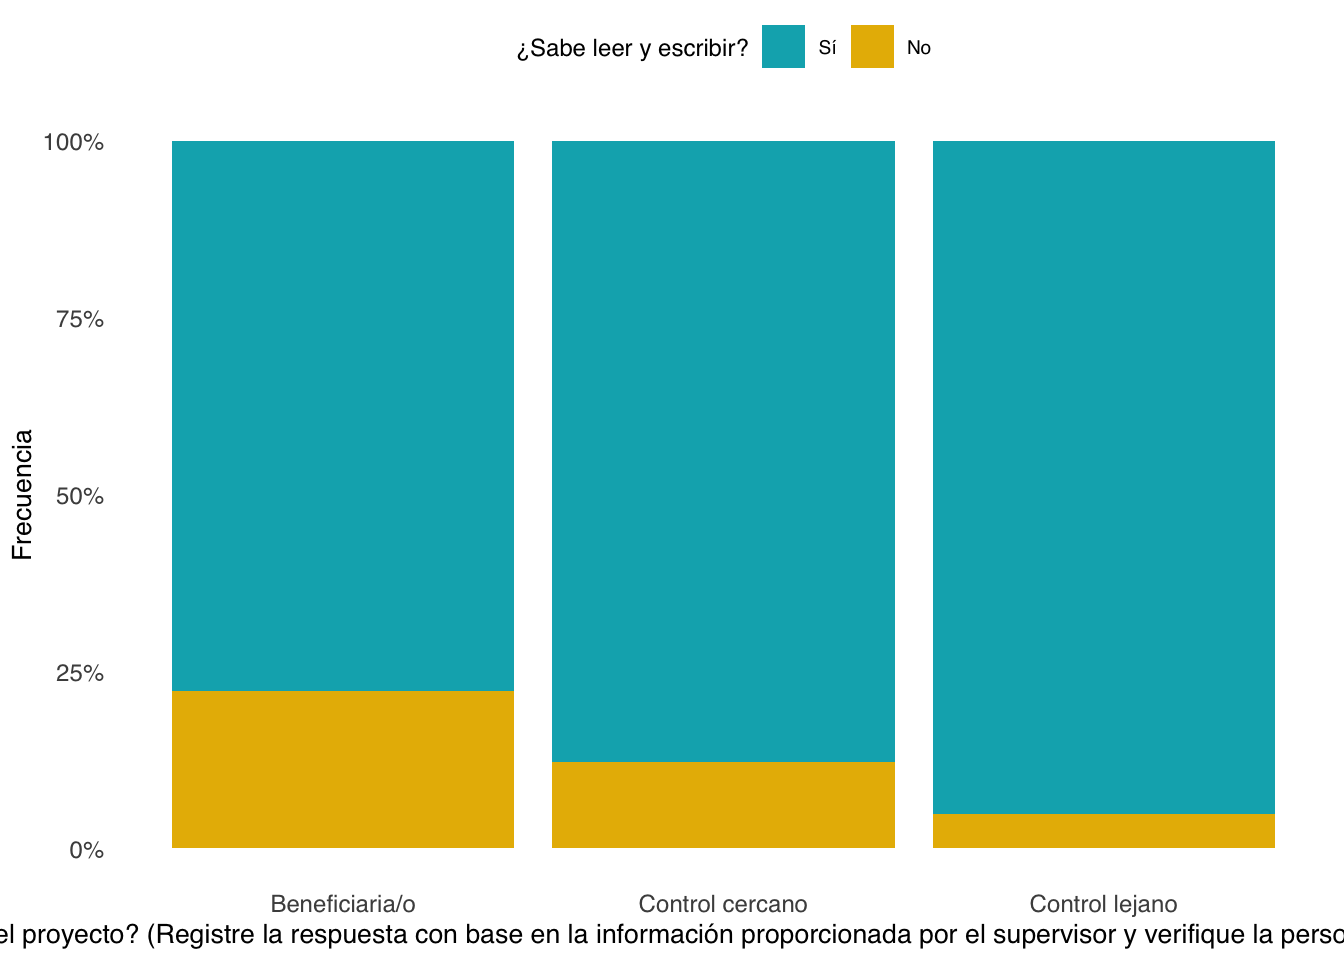 ¿Sabe leer y escribir? Sí No
100%
75%
50%
25%
0%
Frecuencia
Beneficiaria/o Control cercano Control lejano
el proyecto? (Registre la respuesta con base en la información proporcionada por el supervisor y verifique la perso